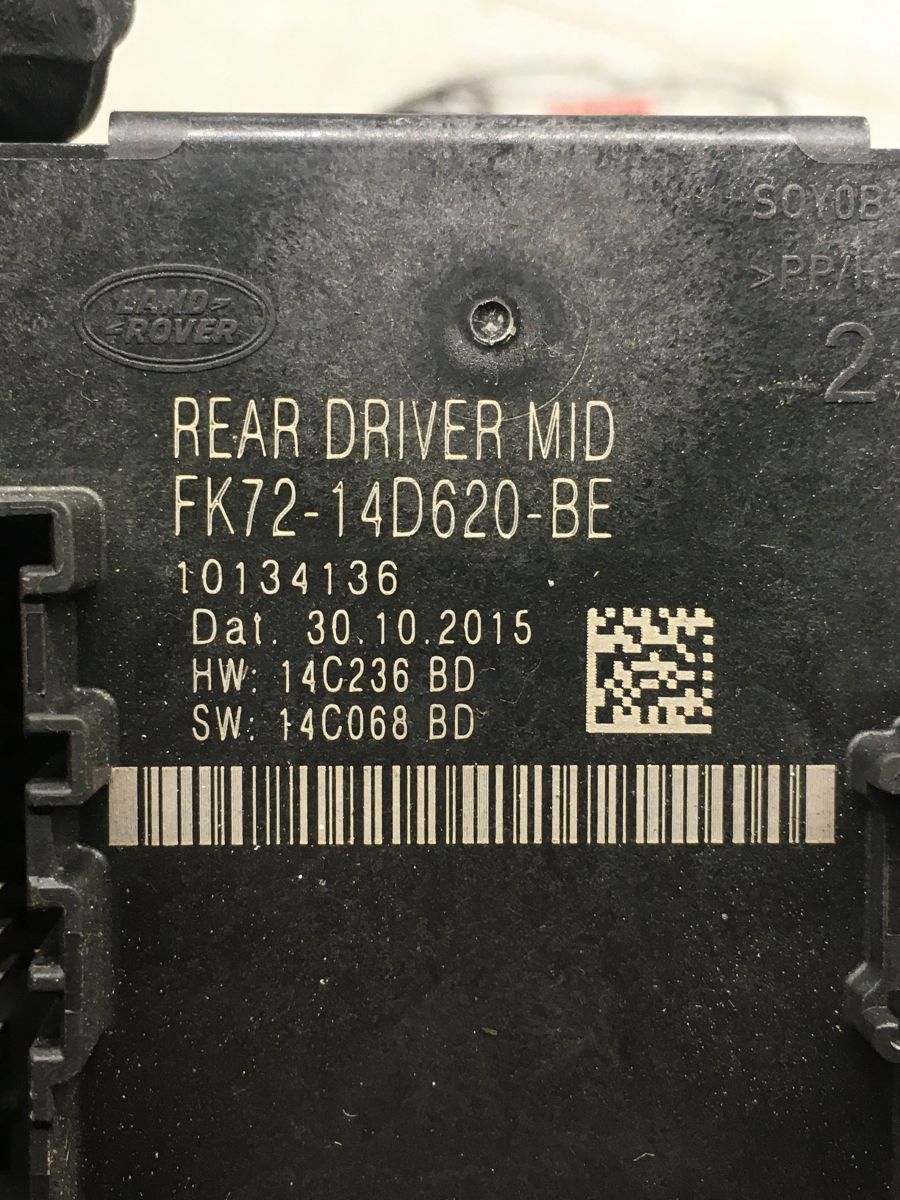 SOY0B
>PP/H-
2
LAND-
-ROVER
REAR DRIVER MID
FK72-14D620-BE
10134136
Dat. 30.10.2015
HW: 14C236 BD
SW: 14C068 BD